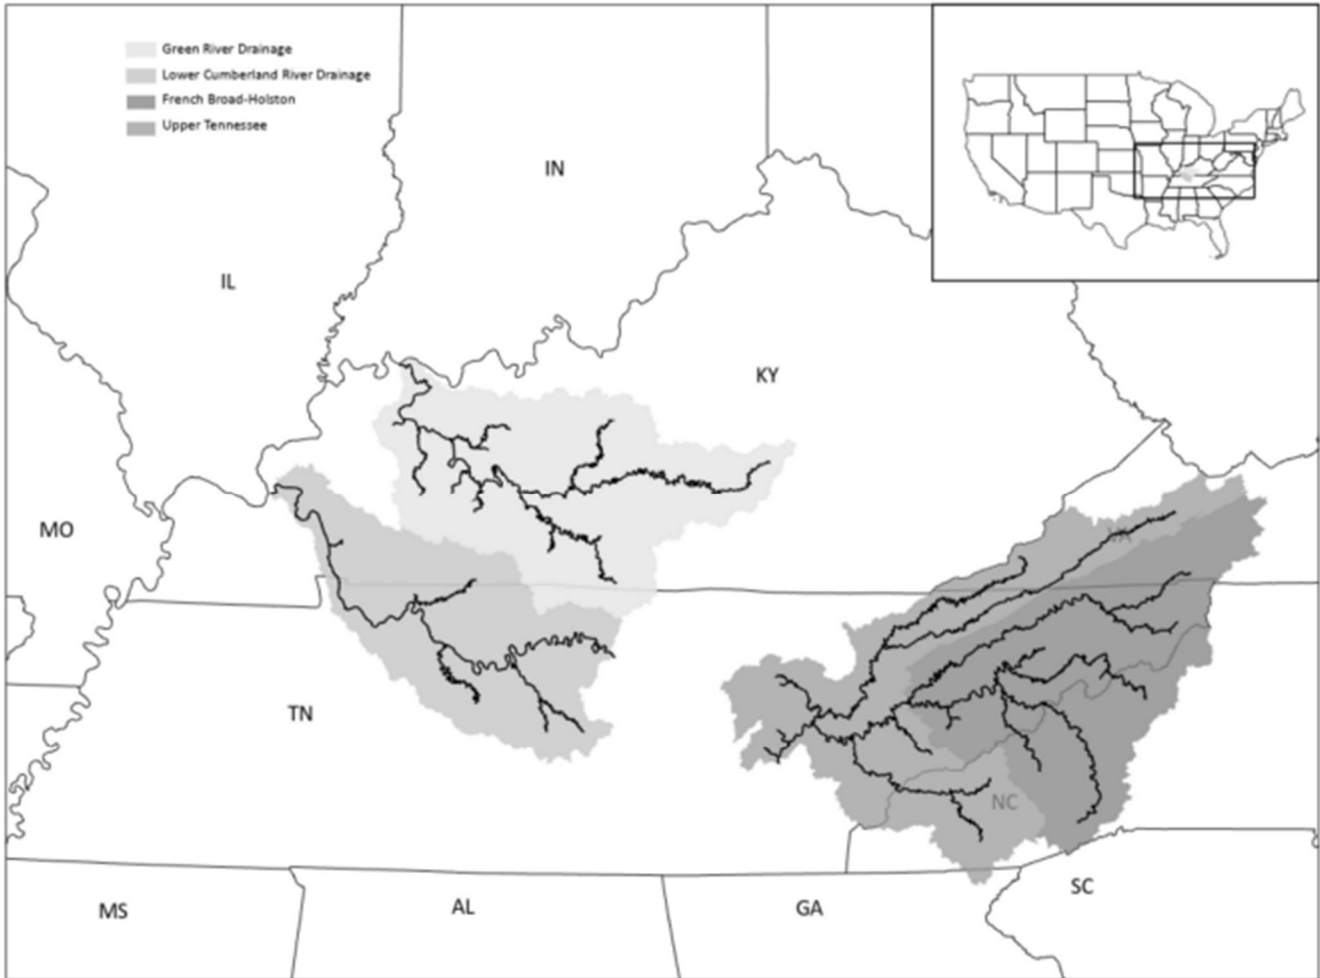 Green River Drainage
Lower Cumberland River Drainage
French Broad-Holston
Upper Tennessee
IN
IL
KY
MO
VA
TN
NC
SC
MS
AL
GA